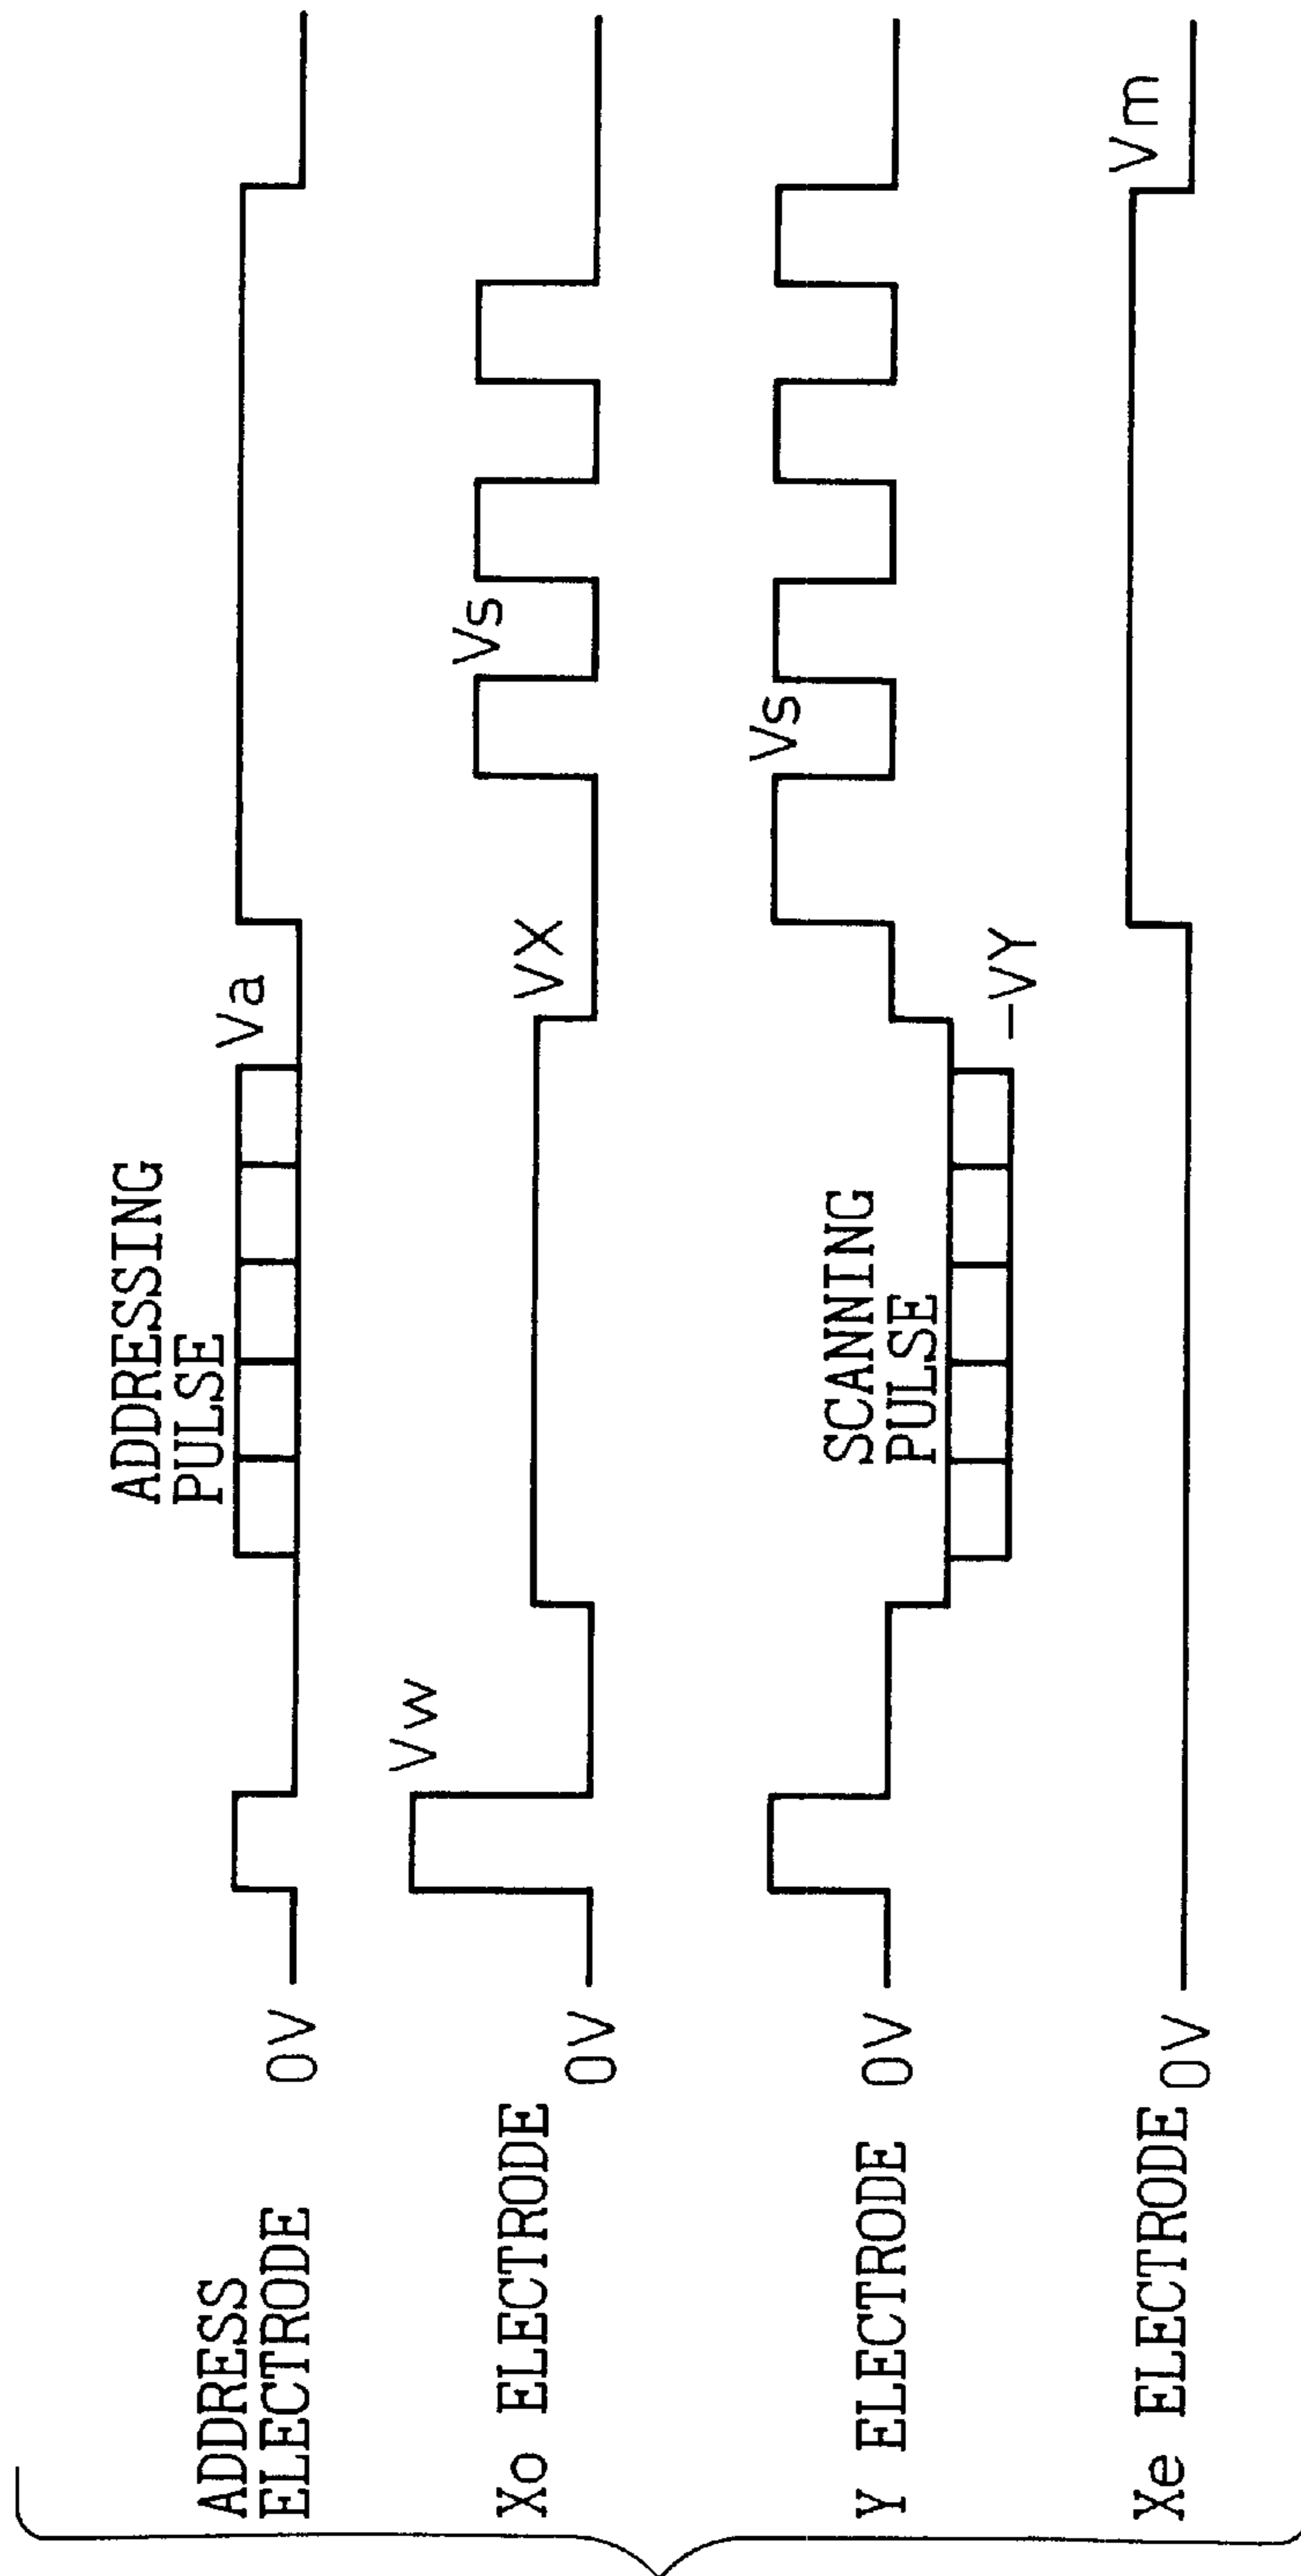 ADDRESS
ELECTRODE
0V
ADDRESSING
PULSE
Va
Xo ELECTRODE
0V
Vw
VX
Vs
Y ELECTRODE
0V
SCANNING
PULSE
-VY
Vs
Xe ELECTRODE
0V
Vm